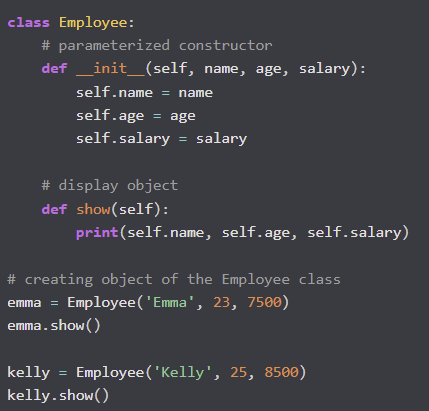 class Employee:
    # parameterized constructor
    def __init__(self, name, age, salary):
        self.name = name
        self.age = age
        self.salary = salary

    # display object
    def show(self):
        print(self.name, self.age, self.salary)

# creating object of the Employee class
emma = Employee('Emma', 23, 7500)
emma.show()

kelly = Employee('Kelly', 25, 8500)
kelly.show()